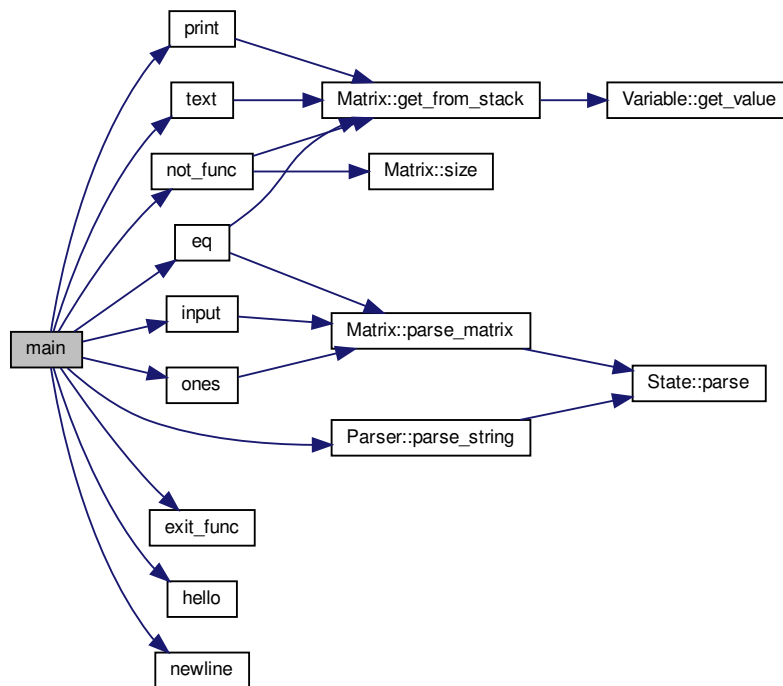 print
text
Matrix::get_from_stack
Variable::get_value
not_func
Matrix::size
eq
input
Matrix::parse_matrix
main
ones
State::parse
Parser::parse_string
exit_func
hello
newline